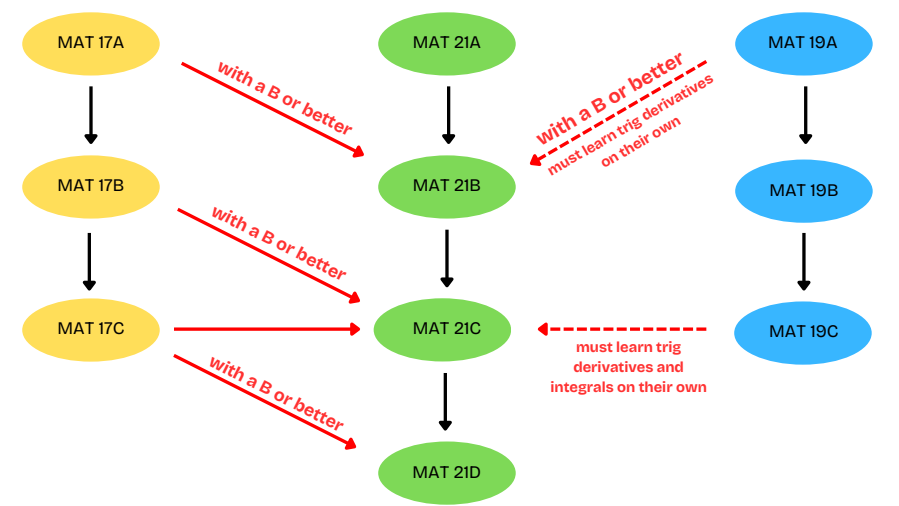 MAT 17A
MAT 21A
MAT 19A
with a B or better
with a B or better
must learn trig derivatives
on their own
MAT 17B
MAT 21B
MAT 19B
with a B or better
MAT 17C
MAT 21C
MAT 19C
must learn trig
derivatives and
integrals on their own
with a B or better
MAT 21D